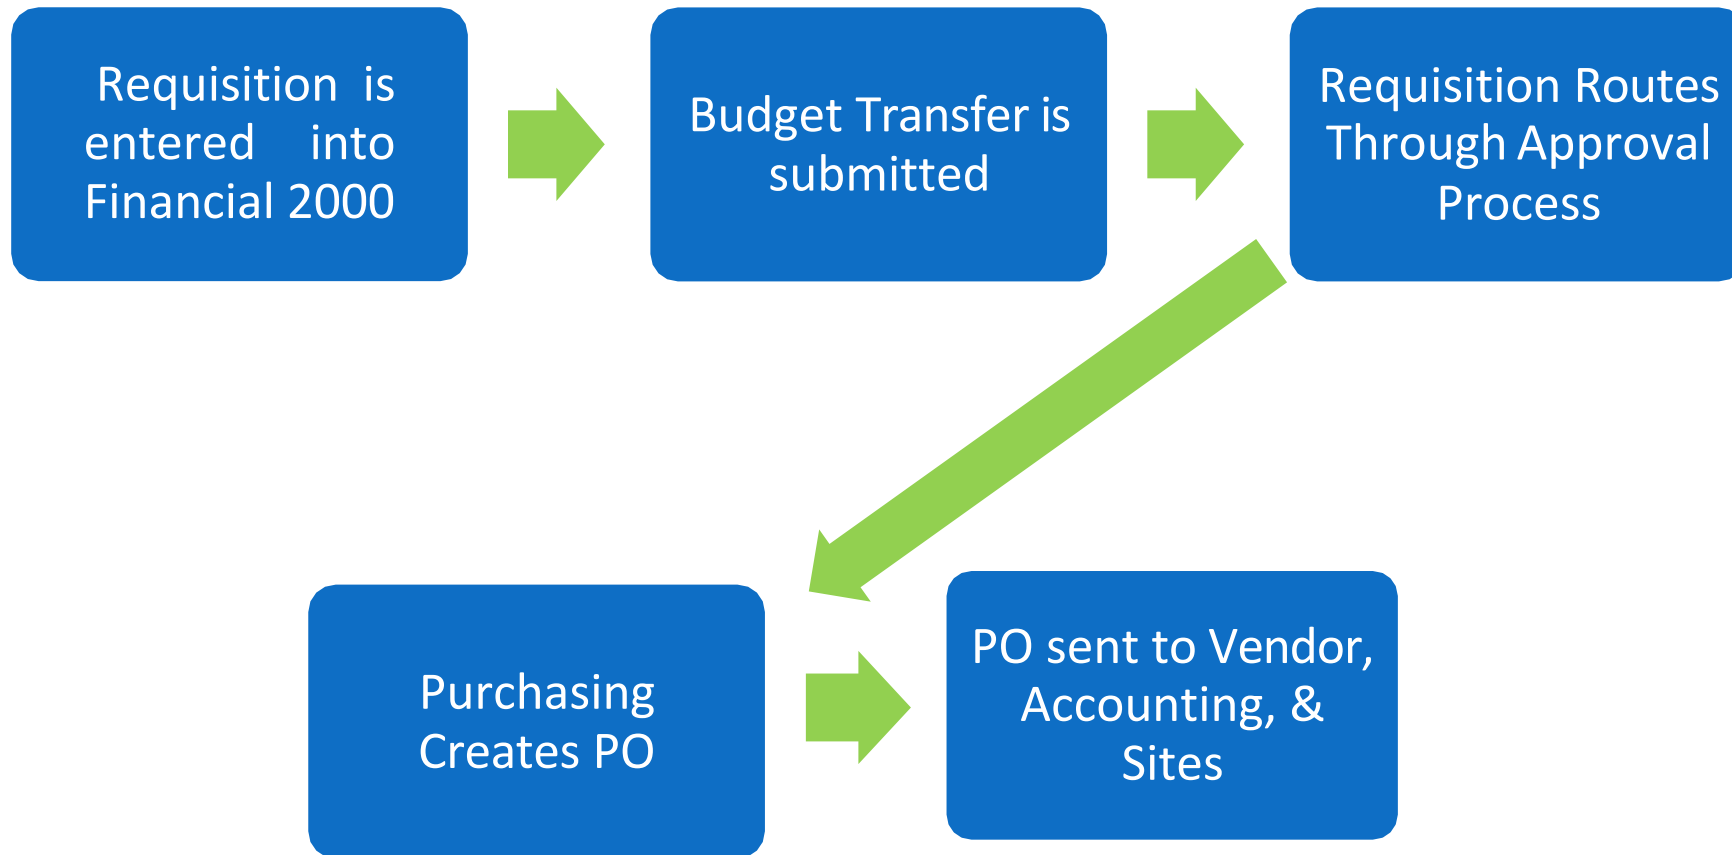 Requisition is
entered into
Financial 2000
Budget Transfer is
submitted
Requisition Routes
Through Approval
Process
Purchasing
Creates PO
PO sent to Vendor,
Accounting, &
Sites